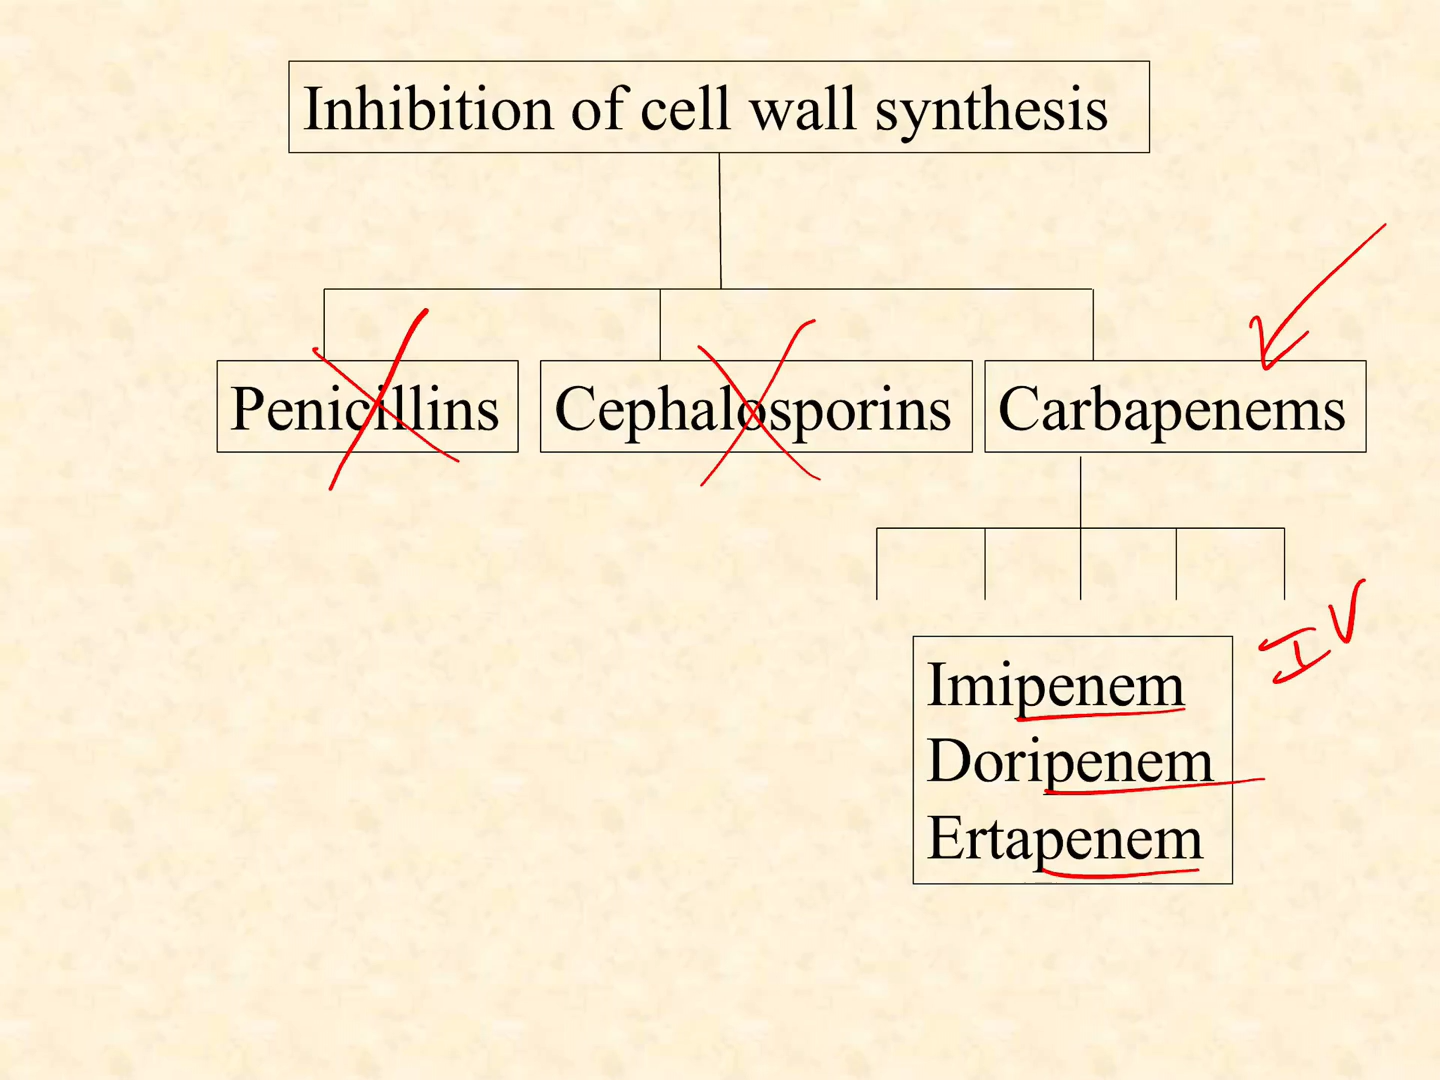 Inhibition of cell wall synthesis
Penicillins Cephalosporins Carbapenems
IV
Imipenem
Doripenem
Ertapenem